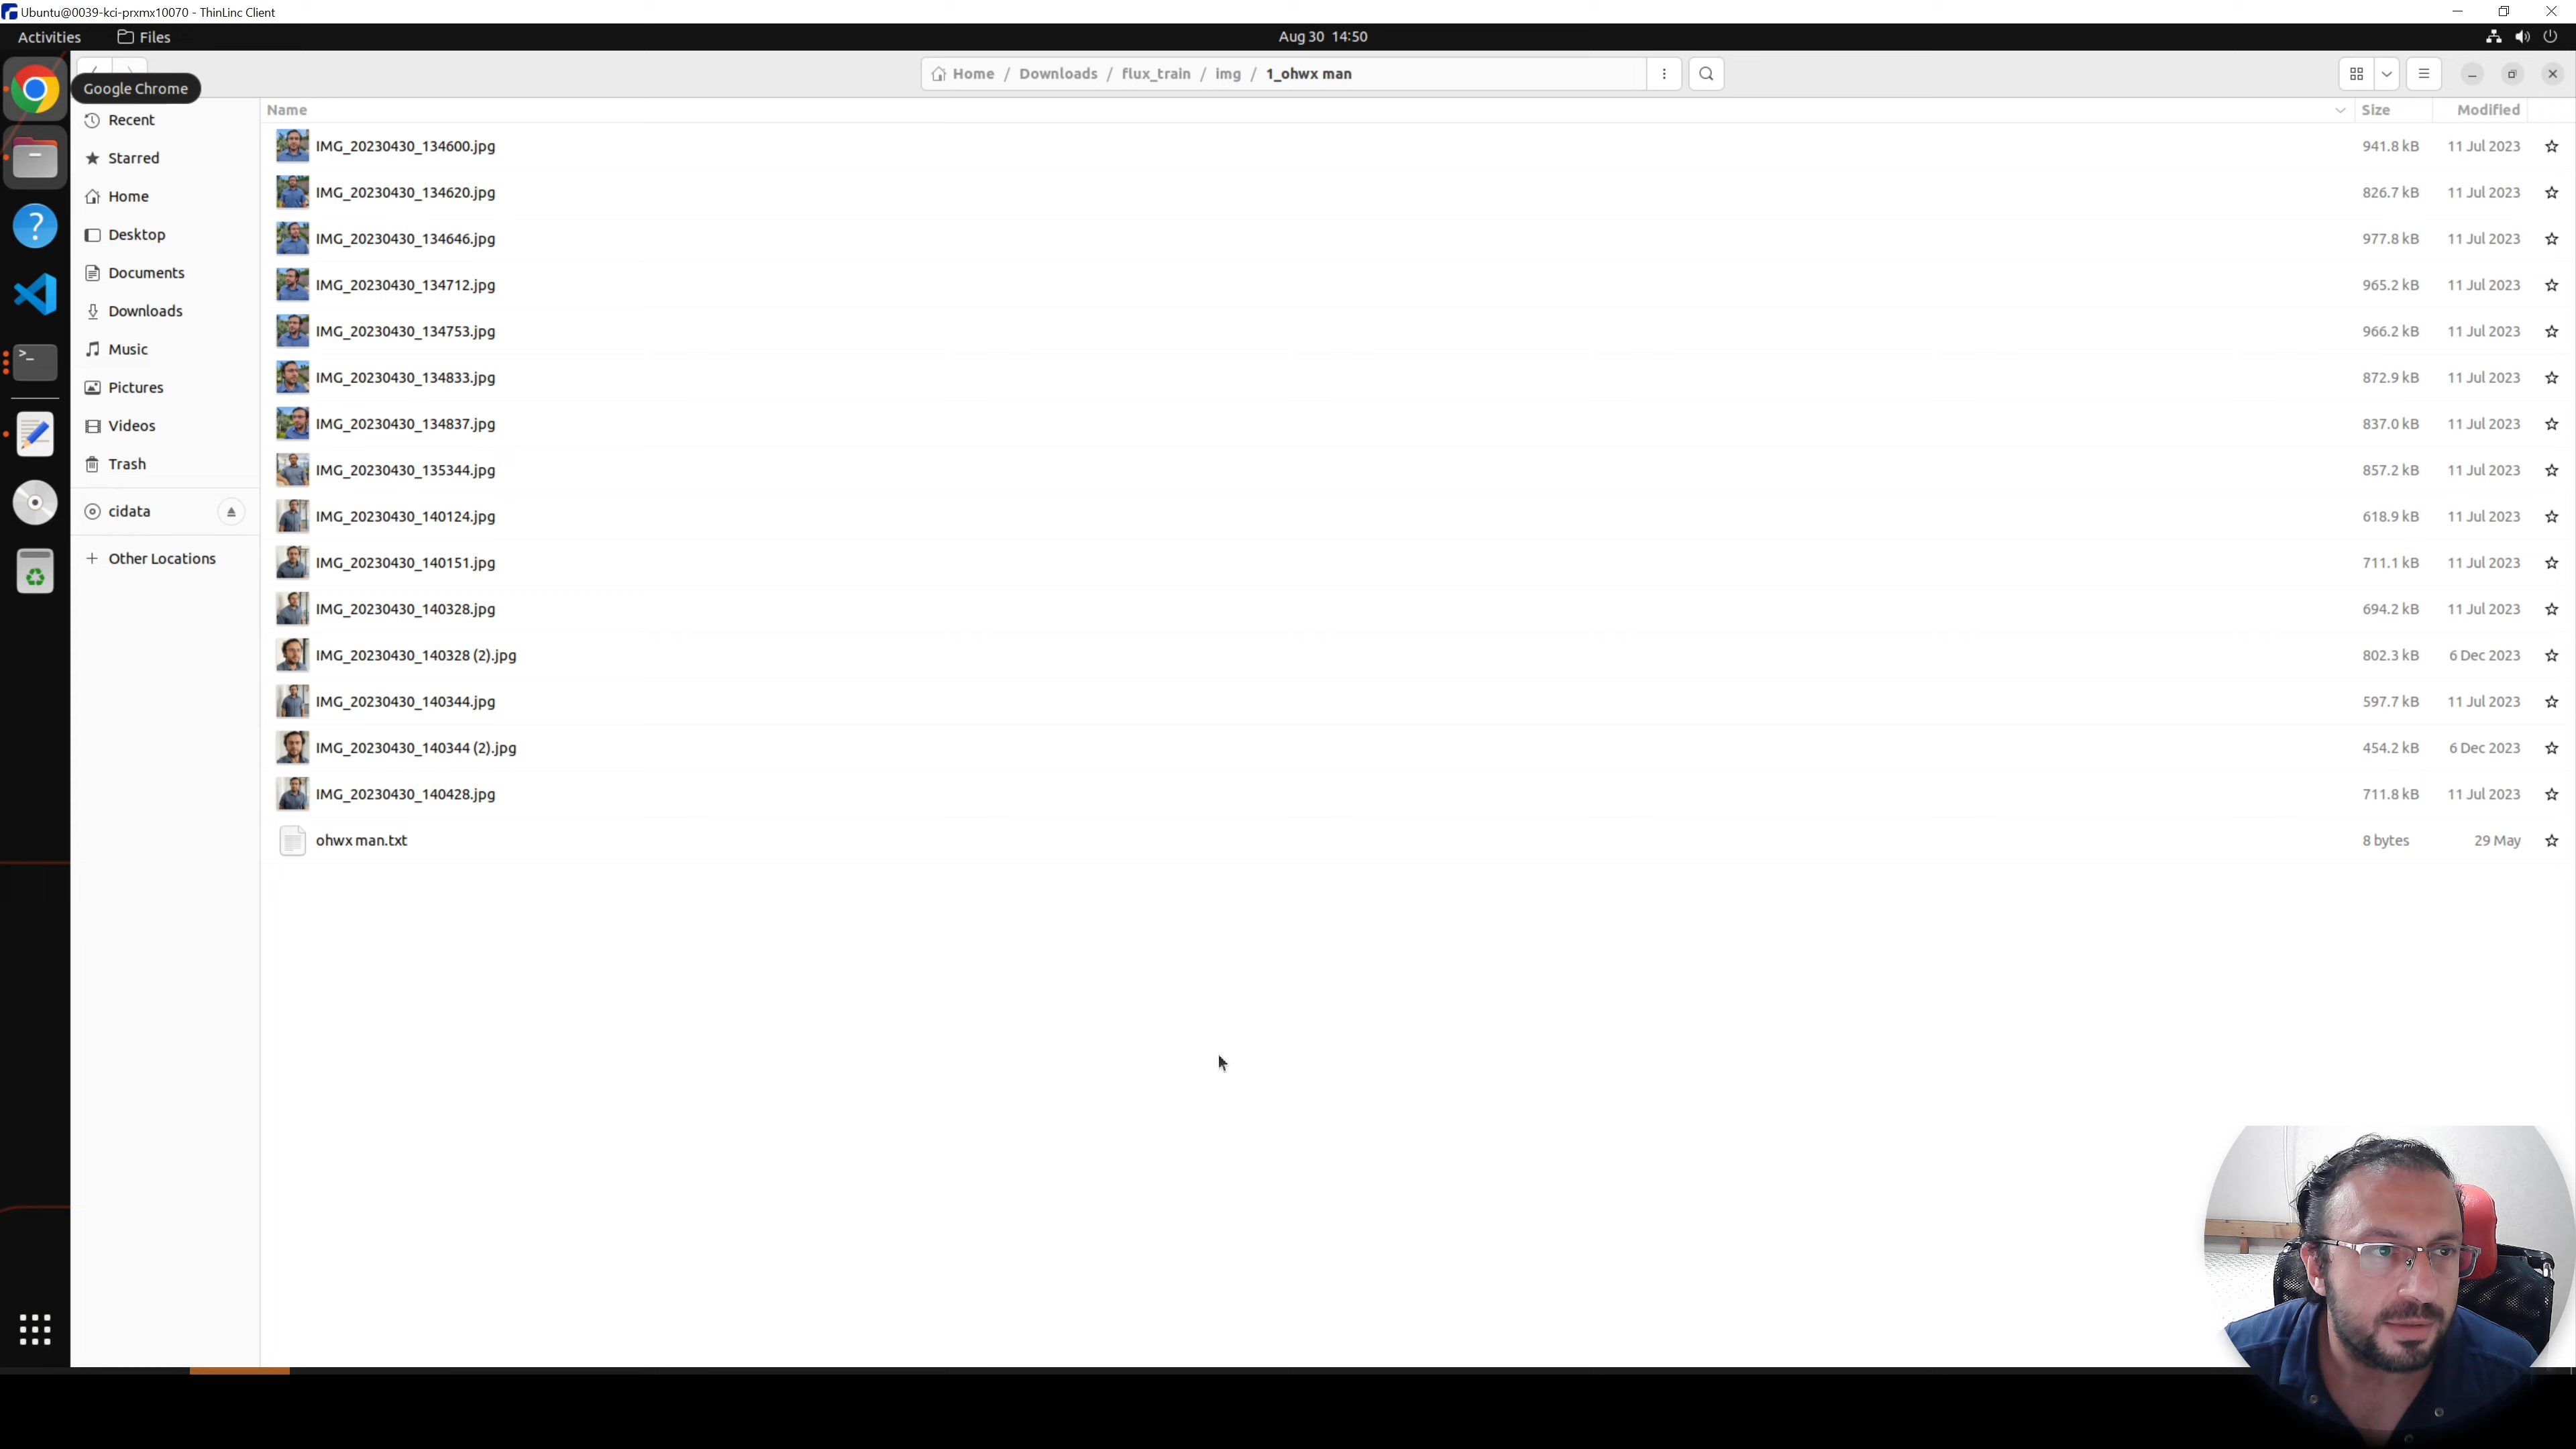 Ubuntu@0039-kci-prxmx10070 - ThinLinc Client
Activities Files Aug 30 14:50
Home / Downloads / flux_train / img / 1_ohwx man
Google Chrome
Recent
Starred
Home
Desktop
Documents
Downloads
Music
Pictures
Videos
Trash
cidata
Other Locations
Name Size Modified
IMG_20230430_134600.jpg 941.8 kB 11 Jul 2023
IMG_20230430_134620.jpg 826.7 kB 11 Jul 2023
IMG_20230430_134646.jpg 977.8 kB 11 Jul 2023
IMG_20230430_134712.jpg 965.2 kB 11 Jul 2023
IMG_20230430_134753.jpg 966.2 kB 11 Jul 2023
IMG_20230430_134833.jpg 872.9 kB 11 Jul 2023
IMG_20230430_134837.jpg 837.0 kB 11 Jul 2023
IMG_20230430_135344.jpg 857.2 kB 11 Jul 2023
IMG_20230430_140124.jpg 618.9 kB 11 Jul 2023
IMG_20230430_140151.jpg 711.1 kB 11 Jul 2023
IMG_20230430_140328.jpg 694.2 kB 11 Jul 2023
IMG_20230430_140328 (2).jpg 802.3 kB 6 Dec 2023
IMG_20230430_140344.jpg 597.7 kB 11 Jul 2023
IMG_20230430_140344 (2).jpg 454.2 kB 6 Dec 2023
IMG_20230430_140428.jpg 711.8 kB 11 Jul 2023
ohwx man.txt 8 bytes 29 May